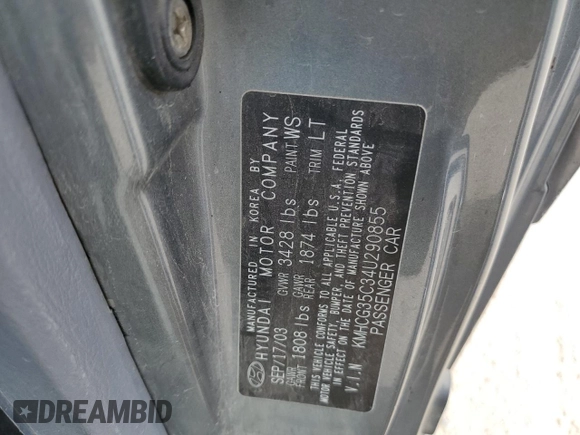 MANUFACTURED IN KOREA BY
HYUNDAI MOTOR COMPANY
SEP/17/03 GVWR 3428 lbs PAINT WS
GAWR FRONT 1808 lbs GAWR REAR 1874 lbs TRIM LT
THIS VEHICLE CONFORMS TO ALL APPLICABLE U.S.A. FEDERAL
MOTOR VEHICLE SAFETY, BUMPER, AND THEFT PREVENTION STANDARDS
IN EFFECT ON THE DATE OF MANUFACTURE SHOWN ABOVE
V.I.N KMHCG35C34U290855
PASSENGER CAR
DREAMBID